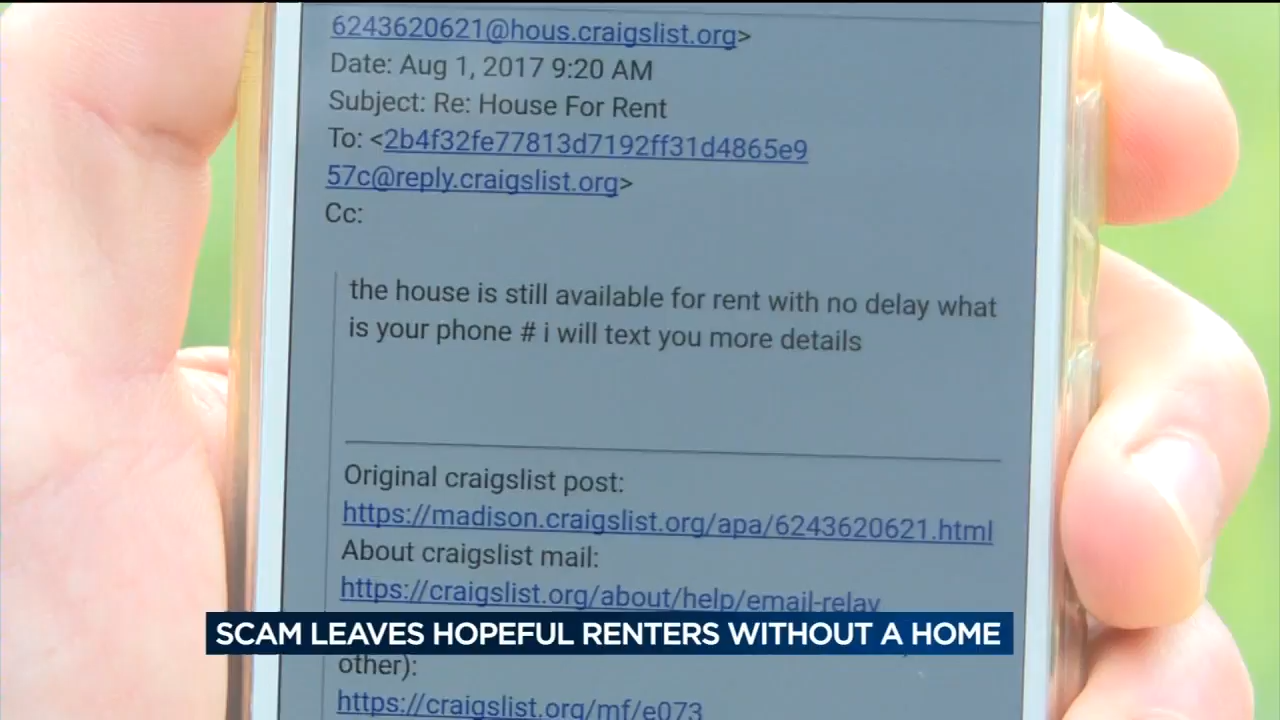 6243620621@hous.craigslist.org>
Date: Aug 1, 2017 9:20 AM
Subject: Re: House For Rent
To: <2b4f32fe77813d7192ff31d4865e9
57c@reply.craigslist.org>
Cc:
the house is still available for rent with no delay what
is your phone # i will text you more details
Original craigslist post:
https://madison.craigslist.org/apa/6243620621.html
About craigslist mail:
https://craigslist.org/about/help/email-relay
SCAM LEAVES HOPEFUL RENTERS WITHOUT A HOME
other):
https://craigslist.org/mf/e073